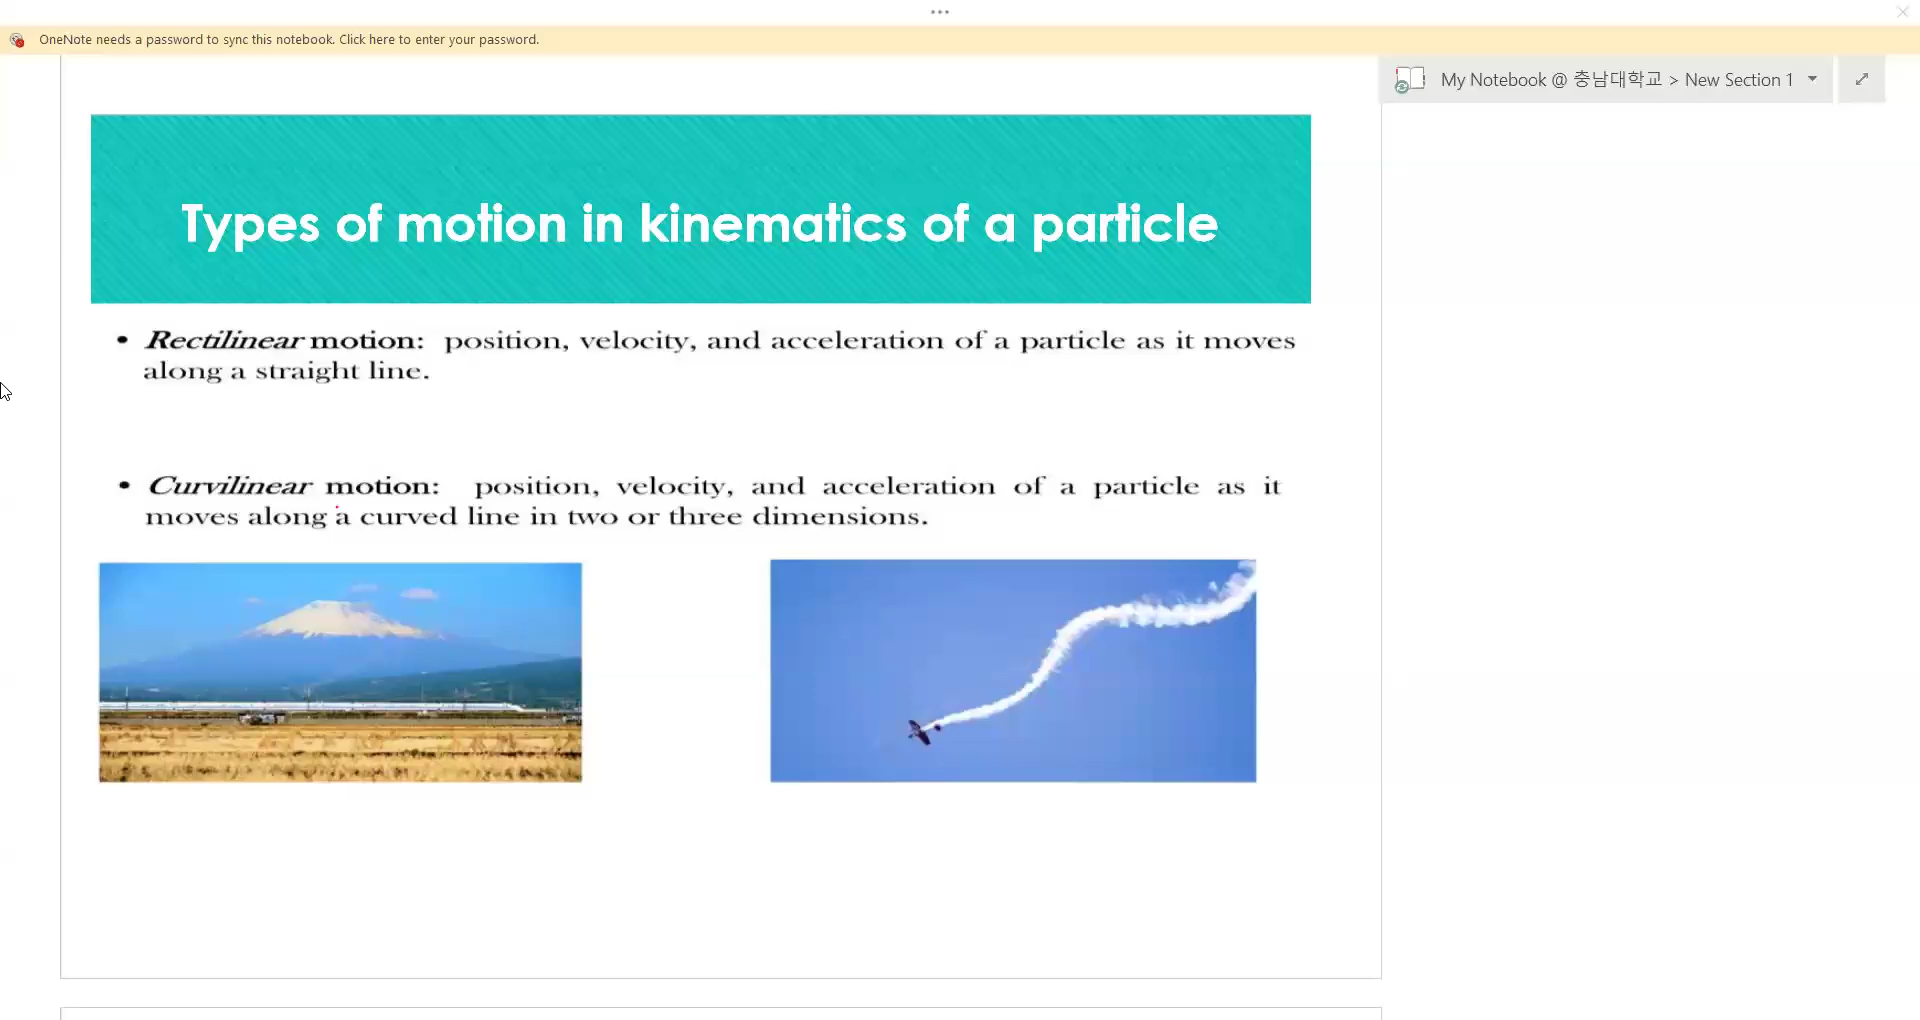 OneNote needs a password to sync this notebook. Click here to enter your password.
My Notebook @ 충남대학교 > New Section 1
Types of motion in kinematics of a particle
• Rectilinear motion: position, velocity, and acceleration of a particle as it moves
along a straight line.
• Curvilinear motion: position, velocity, and acceleration of a particle as it
moves along a curved line in two or three dimensions.